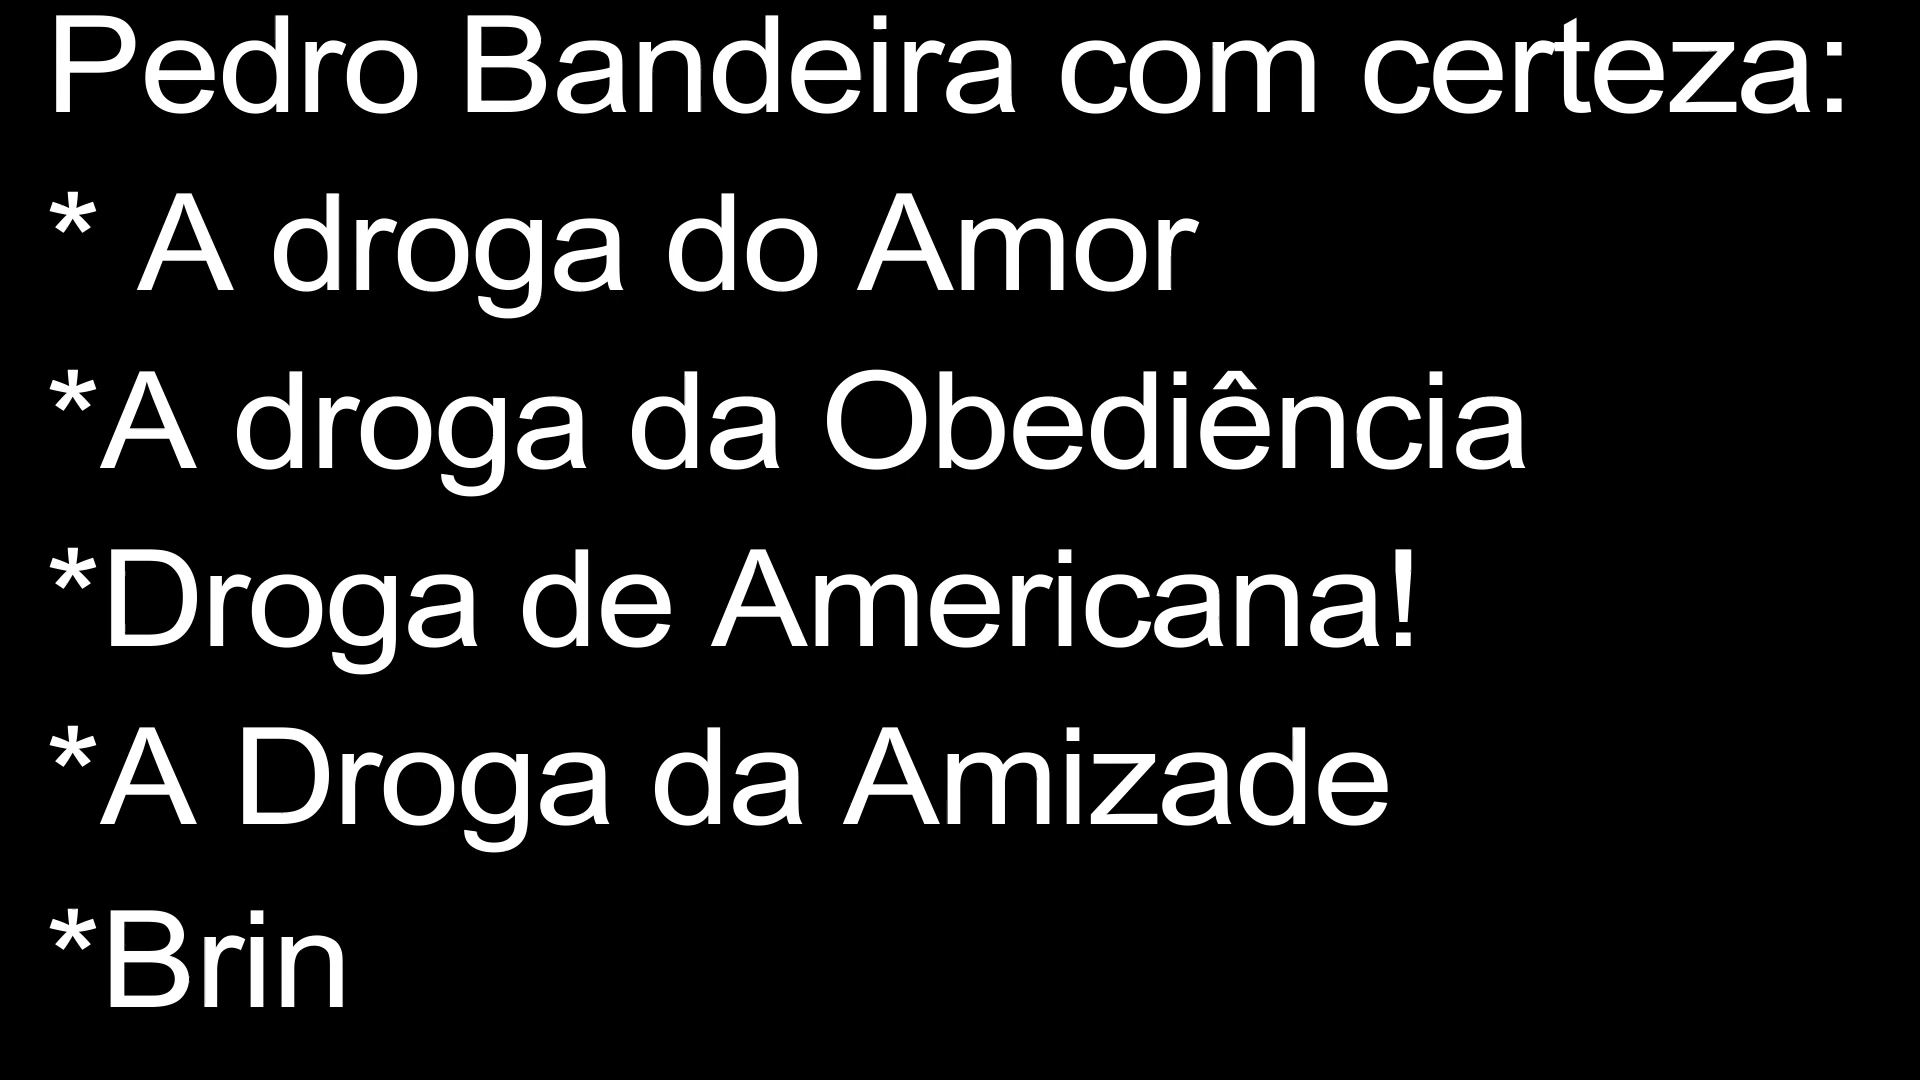 Pedro Bandeira com certeza:
* A droga do Amor
*A droga da Obediência
*Droga de Americana!
*A Droga da Amizade
*Brin